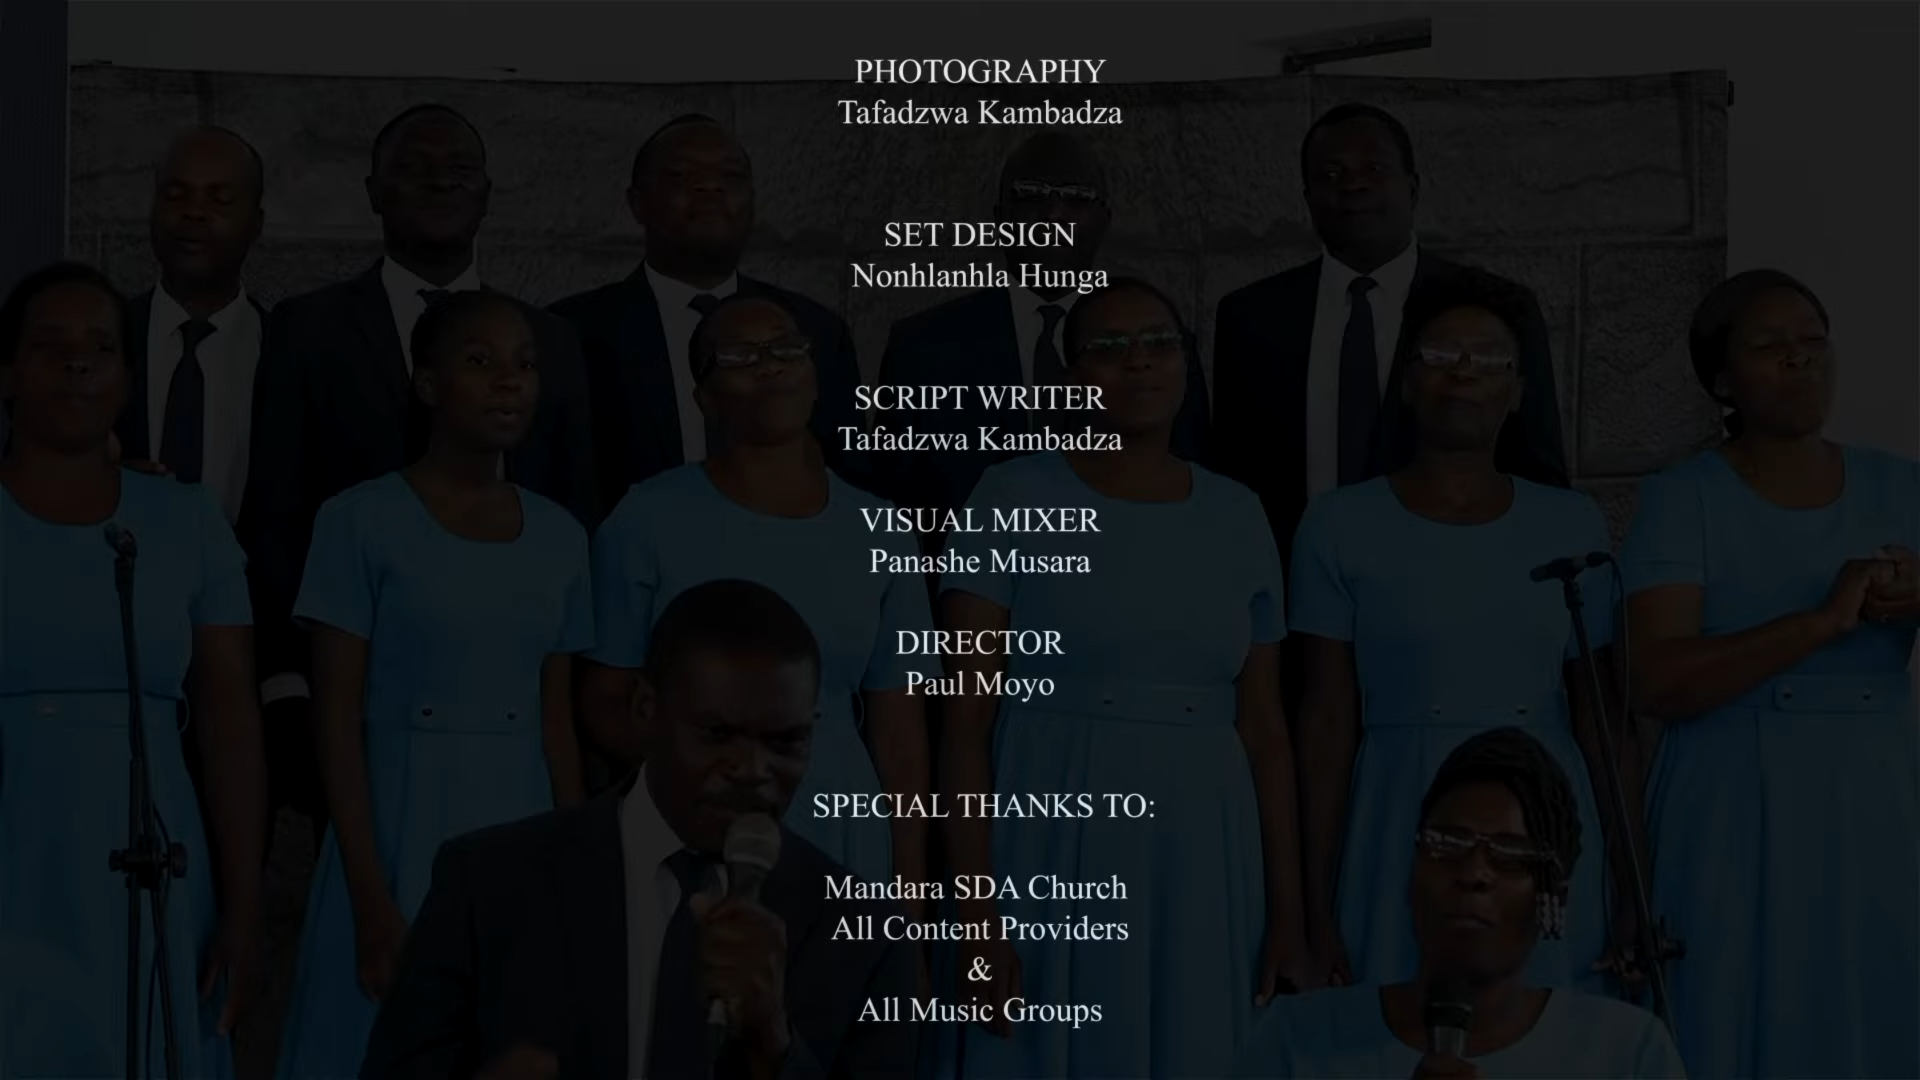 PHOTOGRAPHY
Tafadzwa Kambadza
SET DESIGN
Nonhlanhla Hunga
SCRIPT WRITER
Tafadzwa Kambadza
VISUAL MIXER
Panashe Musara
DIRECTOR
Paul Moyo
SPECIAL THANKS TO:
Mandara SDA Church
All Content Providers
&
All Music Groups